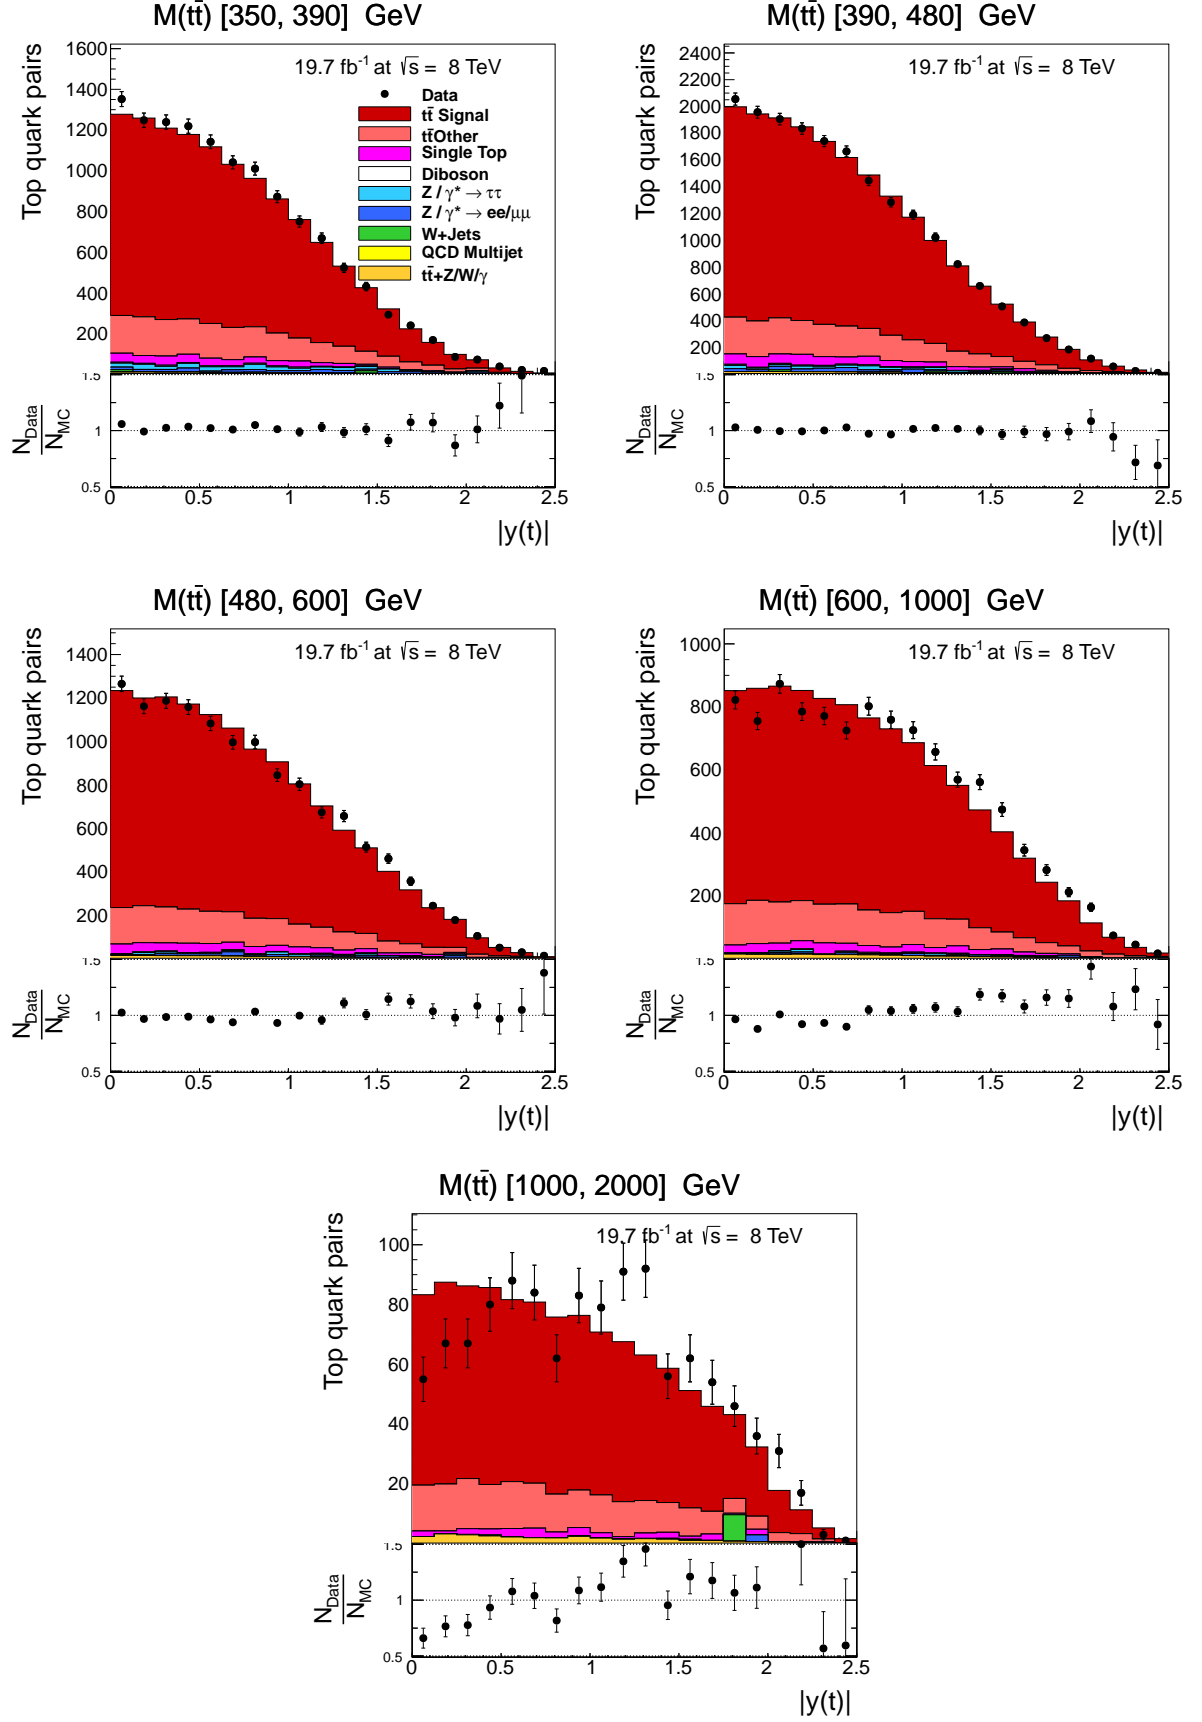 M(tt̄) [350, 390] GeV
Top quark pairs
1600
1400
1200
1000
800
600
400
200
19.7 fb⁻¹ at √s = 8 TeV
Data
tt̄ Signal
tt̄Other
Single Top
Diboson
Z / γ* → ττ
Z / γ* → ee/μμ
W+Jets
QCD Multijet
tt̄+Z/W/γ
N_Data
N_MC
1.5
1
0.5
0 0.5 1 1.5 2 2.5
|y(t)|
M(tt̄) [390, 480] GeV
Top quark pairs
2400
2200
2000
1800
1600
1400
1200
1000
800
600
400
200
19.7 fb⁻¹ at √s = 8 TeV
N_Data
N_MC
1.5
1
0.5
0 0.5 1 1.5 2 2.5
|y(t)|
M(tt̄) [480, 600] GeV
Top quark pairs
1400
1200
1000
800
600
400
200
19.7 fb⁻¹ at √s = 8 TeV
N_Data
N_MC
1.5
1
0.5
0 0.5 1 1.5 2 2.5
|y(t)|
M(tt̄) [600, 1000] GeV
Top quark pairs
1000
800
600
400
200
19.7 fb⁻¹ at √s = 8 TeV
N_Data
N_MC
1.5
1
0.5
0 0.5 1 1.5 2 2.5
|y(t)|
M(tt̄) [1000, 2000] GeV
Top quark pairs
100
80
60
40
20
19.7 fb⁻¹ at √s = 8 TeV
N_Data
N_MC
1.5
1
0.5
0 0.5 1 1.5 2 2.5
|y(t)|